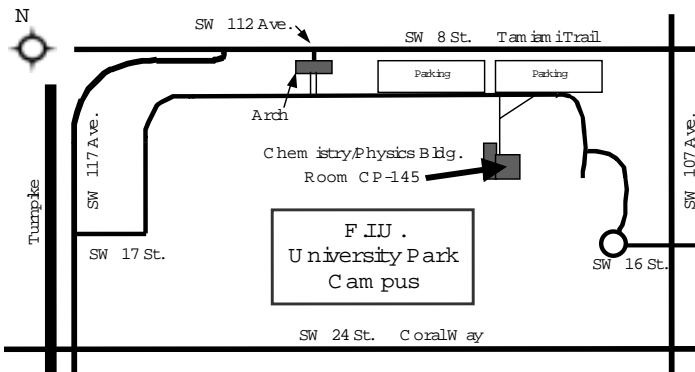 N
SW 112 Ave.
SW 8 St. Tamiami Trail
Parking
Parking
Arch
SW 117 Ave.
SW 107 Ave.
Chemistry/Physics Bldg.
Room CP-145
Turnpike
F.I.U.
University Park
Campus
SW 17 St.
SW 16 St.
SW 24 St. Coral Way